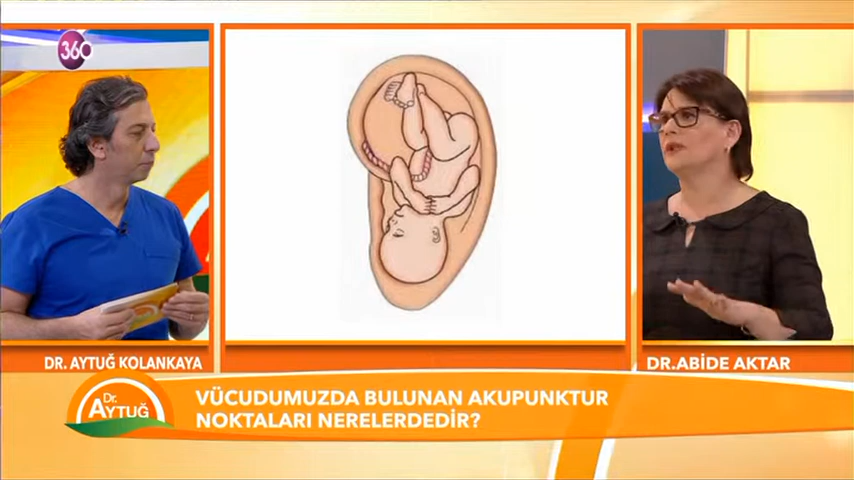 360
DR. AYTUĞ KOLANKAYA
DR.ABİDE AKTAR
Dr.
AYTUĞ
VÜCUDUMUZDA BULUNAN AKUPUNKTUR
NOKTALARI NERELERDEDİR?